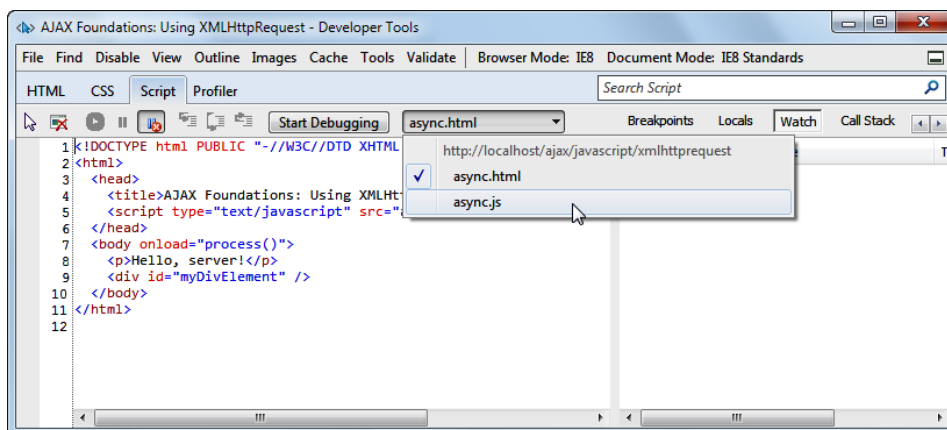 AJAX Foundations: Using XMLHttpRequest - Developer Tools
File Find Disable View Outline Images Cache Tools Validate Browser Mode: IE8 Document Mode: IE8 Standards
HTML CSS Script Profiler Search Script
Start Debugging async.html Breakpoints Locals Watch Call Stack
http://localhost/ajax/javascript/xmlhttprequest
async.html
async.js
1 <!DOCTYPE html PUBLIC "-//W3C//DTD XHTML
2 <html>
3 <head>
4 <title>AJAX Foundations: Using XMLHt
5 <script type="text/javascript" src="
6 </head>
7 <body onload="process()">
8 <p>Hello, server!</p>
9 <div id="myDivElement" />
10 </body>
11 </html>
12